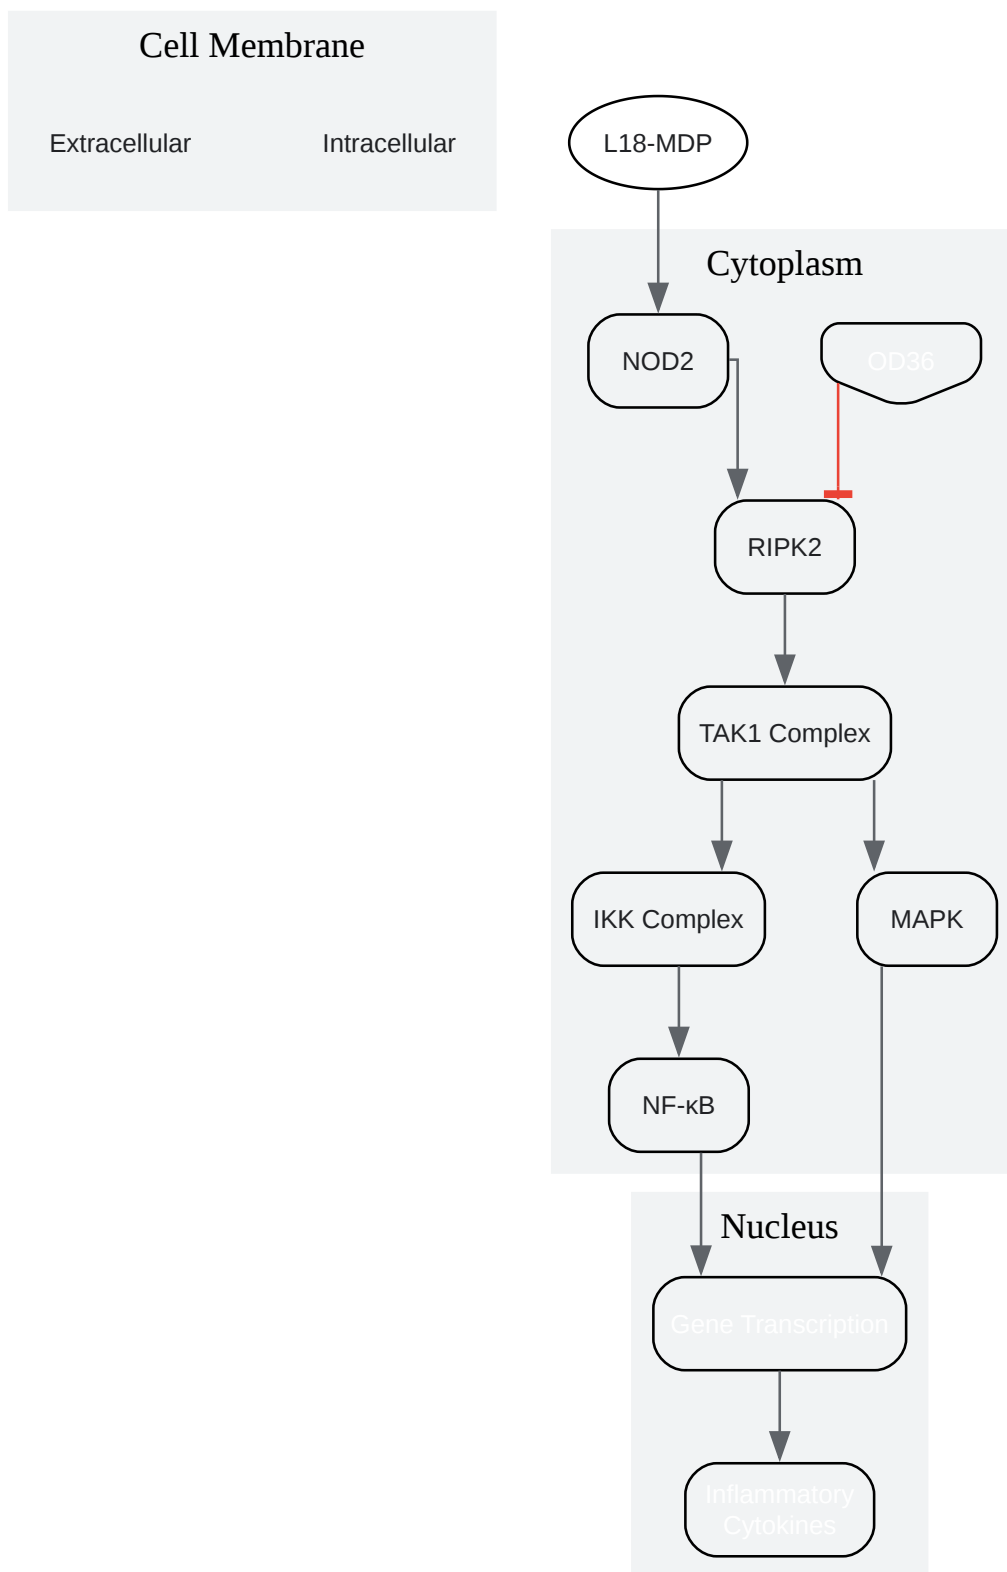 Cell Membrane
Extracellular
Intracellular
L18-MDP
Cytoplasm
NOD2
OD36
RIPK2
TAK1 Complex
IKK Complex
MAPK
NF-κB
Nucleus
Gene Transcription
Inflammatory
Cytokines